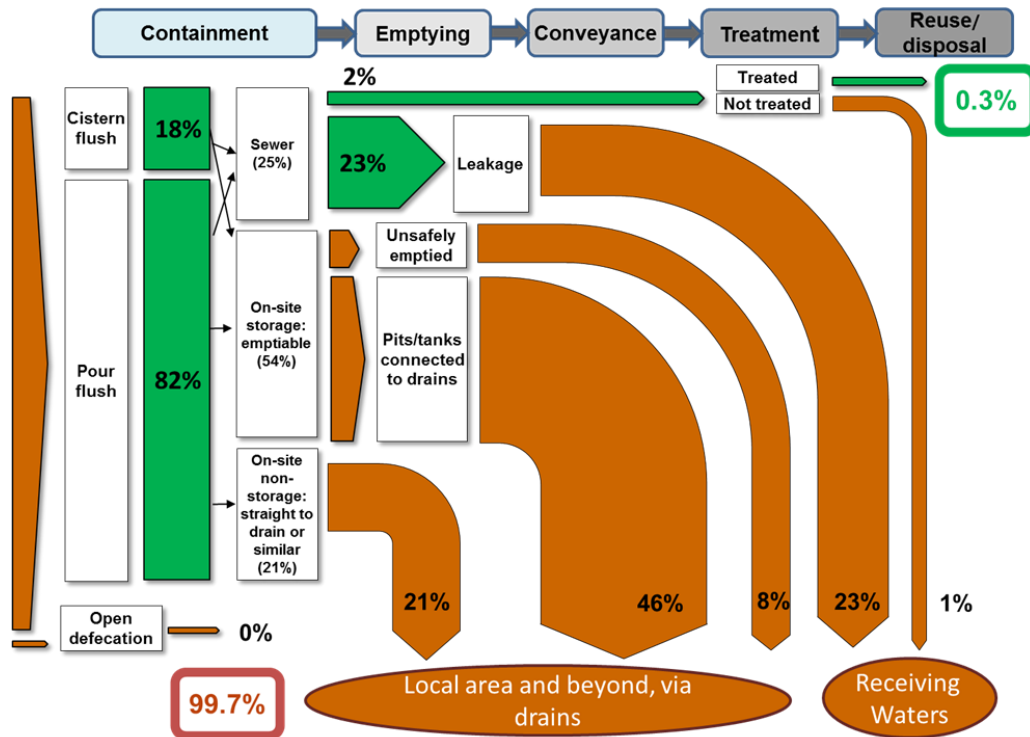 Containment
Emptying
Conveyance
Treatment
Reuse/
disposal
2%
Treated
Not treated
0.3%
Cistern
flush
18%
Sewer
(25%)
23%
Leakage
Unsafely
emptied
On-site
storage:
emptiable
(54%)
Pits/tanks
connected
to drains
Pour
flush
82%
On-site
non-
storage:
straight to
drain or
similar
(21%)
21%
46%
8%
23%
1%
Open
defecation
0%
99.7%
Local area and beyond, via
drains
Receiving
Waters